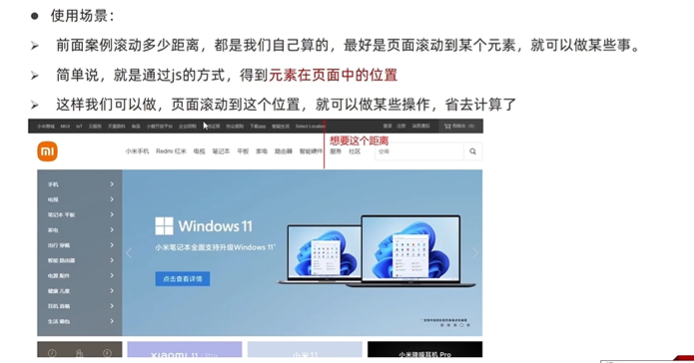 ● 使用场景：
➢ 前面案例滚动多少距离，都是我们自己算的，最好是页面滚动到某个元素，就可以做某些事。
➢ 简单说，就是通过js的方式，得到元素在页面中的位置
➢ 这样我们可以做，页面滚动到这个位置，就可以做某些操作，省去计算了
Select Location
想要这个距离
小米手机 Redmi 红米 电视 笔记本 平板 家电 路由器 智能硬件 服务 社区
手机
电视
笔记本 平板
家电
出行 穿戴
智能 路由器
电源 配件
健康 儿童
耳机 音箱
生活 箱包
Windows 11
小米笔记本全面支持升级Windows 11
点击查看详情
xiaomi 11
小米11
小米降噪耳机 Pro